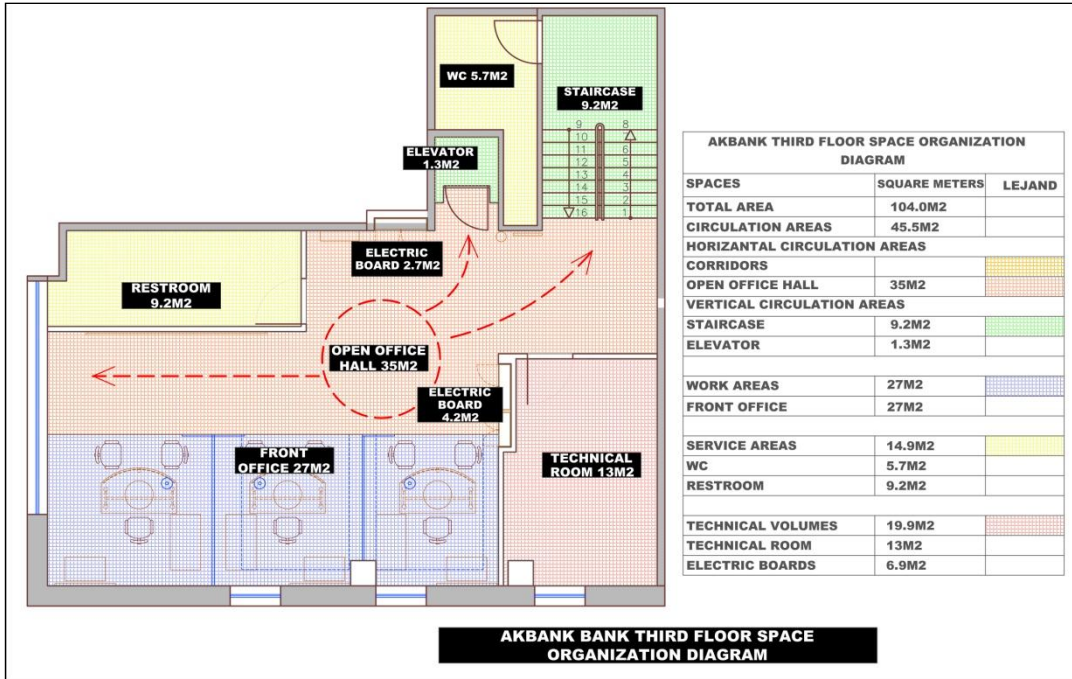 WC 5.7M2
STAIRCASE
9.2M2
9 8
10
11 6
12 5
13 4
14 3
15 2
16 1
ELEVATOR
1.3M2
ELECTRIC
BOARD 2.7M2
RESTROOM
9.2M2
OPEN OFFICE
HALL 35M2
ELECTRIC
BOARD
4.2M2
FRONT
OFFICE 27M2
TECHNICAL
ROOM 13M2
AKBANK THIRD FLOOR SPACE ORGANIZATION
DIAGRAM
SPACES SQUARE METERS LEJAND
TOTAL AREA 104.0M2
CIRCULATION AREAS 45.5M2
HORIZANTAL CIRCULATION AREAS
CORRIDORS
OPEN OFFICE HALL 35M2
VERTICAL CIRCULATION AREAS
STAIRCASE 9.2M2
ELEVATOR 1.3M2
WORK AREAS 27M2
FRONT OFFICE 27M2
SERVICE AREAS 14.9M2
WC 5.7M2
RESTROOM 9.2M2
TECHNICAL VOLUMES 19.9M2
TECHNICAL ROOM 13M2
ELECTRIC BOARDS 6.9M2
AKBANK BANK THIRD FLOOR SPACE
ORGANIZATION DIAGRAM